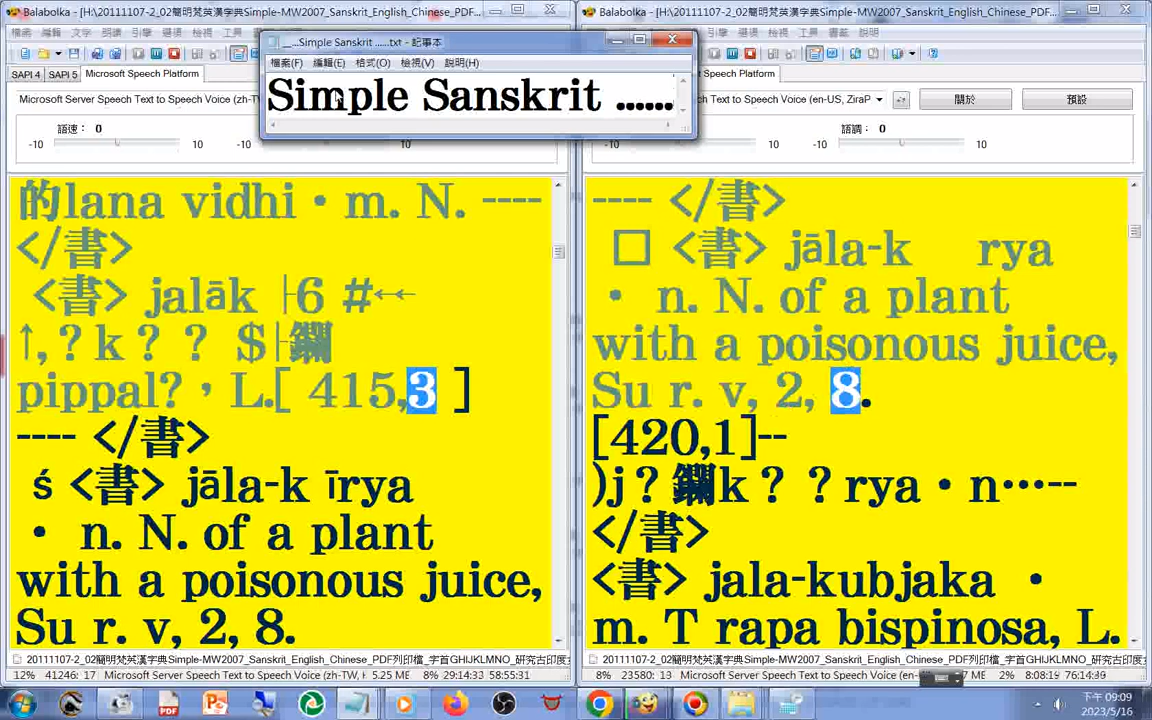 Balabolka - [H:\20111107-2_02簡明梵英漢字典Simple-MW2007_Sanskrit_English_Chinese_PDF...
Balabolka - [H:\20111107-2_02簡明梵英漢字典Simple-MW2007_Sanskrit_English_Chinese_PDF...
__...Simple Sanskrit ......txt - 記事本
檔案(F) 編輯(E) 格式(O) 檢視(V) 說明(H)
Simple Sanskrit ......
SAPI 4 SAPI 5 Microsoft Speech Platform
Speech Platform
Microsoft Server Speech Text to Speech Voice (zh-TW,
Microsoft Server Speech Text to Speech Voice (en-US, ZiraP
關於
預設
語速： 0
語調： 0
-10 10 10
-10 10 -10 10
的lana vidhi • m. N. ----
</書>
<書> jalāk ├6 #←←
↑,？k？？ $├鑭
pippal?，L.[ 415,3 ]
---- </書>
ś <書> jāla-k īrya
• n. N. of a plant
with a poisonous juice,
Su r. v, 2, 8.
---- </書>
□ <書> jāla-k rya
• n. N. of a plant
with a poisonous juice,
Su r. v, 2, 8.
[420,1]--
)j？鑭k？？rya • n…--
</書>
<書> jala-kubjaka •
m. T rapa bispinosa, L.
20111107-2_02簡明梵英漢字典Simple-MW2007_Sanskrit_English_Chinese_PDF列印檔_字首GHIJKLMNO_研究古印度
20111107-2_02簡明梵英漢字典Simple-MW2007_Sanskrit_English_Chinese_PDF列印檔_字首GHIJKLMNO_研究古印度
12% 41246: 17 Microsoft Server Speech Text to Speech Voice (zh-TW, 5.25 ME 8% 29:14:33 58:55:31
8% 23580: 13 Microsoft Server Speech Text to Speech Voice (en-US 2% 8:08:19 76:14:39
下午 09:09
2023/5/16